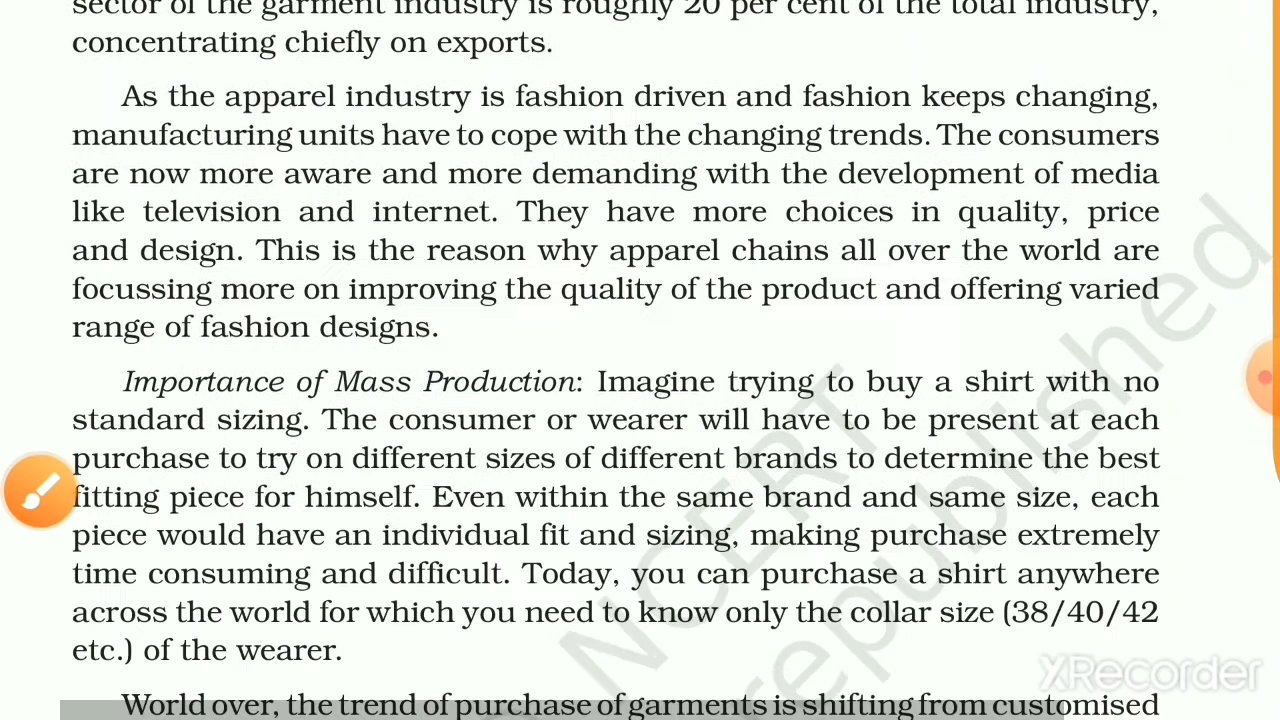 sector of the garment industry is roughly 20 per cent of the total industry,
concentrating chiefly on exports.
As the apparel industry is fashion driven and fashion keeps changing,
manufacturing units have to cope with the changing trends. The consumers
are now more aware and more demanding with the development of media
like television and internet. They have more choices in quality, price
and design. This is the reason why apparel chains all over the world are
focussing more on improving the quality of the product and offering varied
range of fashion designs.
Importance of Mass Production: Imagine trying to buy a shirt with no
standard sizing. The consumer or wearer will have to be present at each
purchase to try on different sizes of different brands to determine the best
fitting piece for himself. Even within the same brand and same size, each
piece would have an individual fit and sizing, making purchase extremely
time consuming and difficult. Today, you can purchase a shirt anywhere
across the world for which you need to know only the collar size (38/40/42
etc.) of the wearer.
World over, the trend of purchase of garments is shifting from customised
NCERT
republished
XRecorder